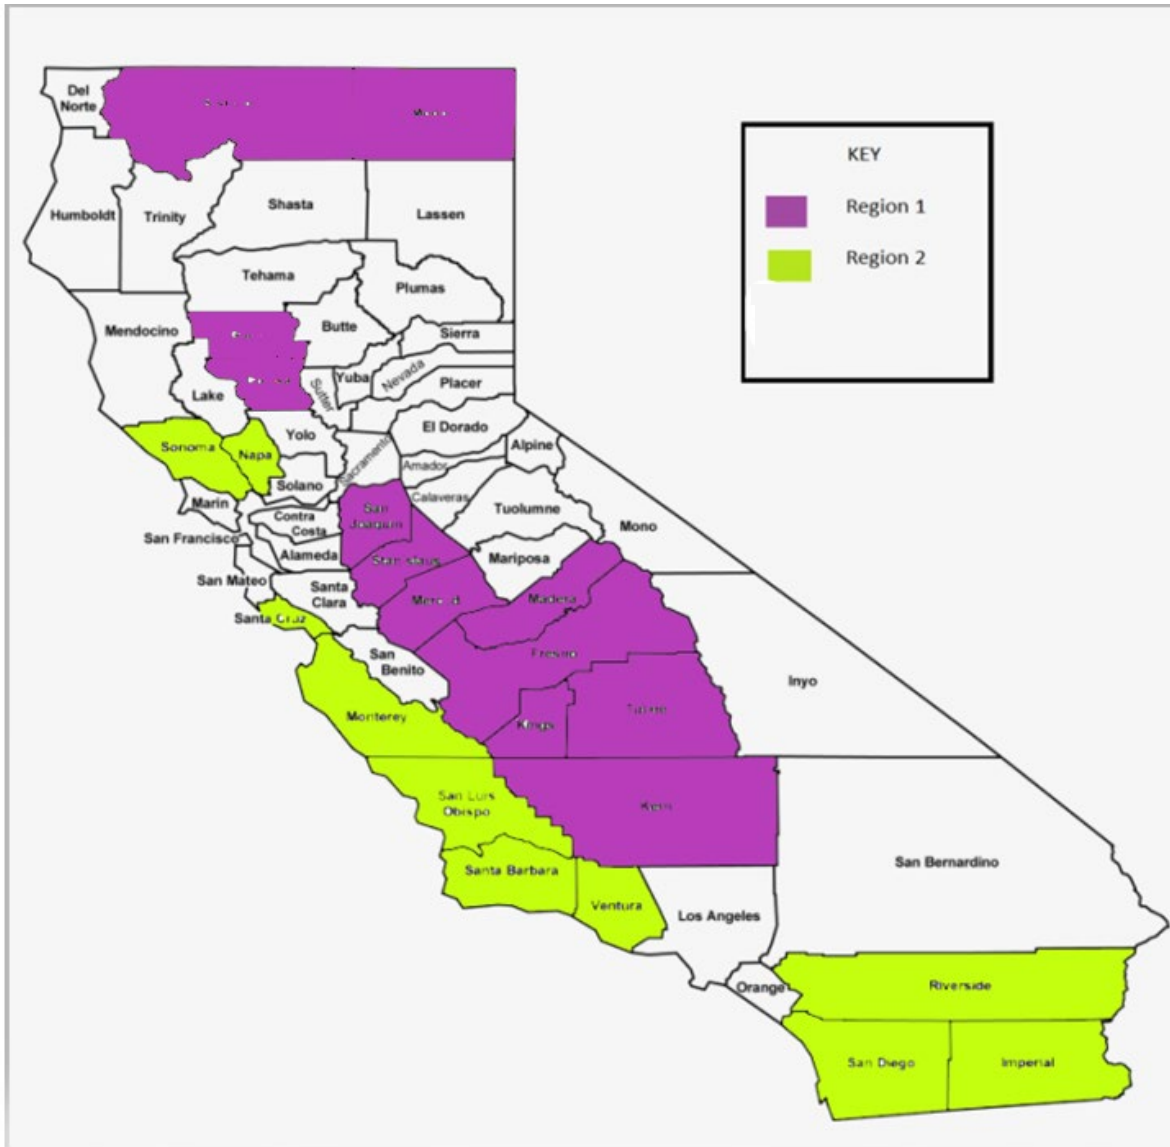 Del
Norte
KEY
Region 1
Region 2
Humboldt
Trinity
Shasta
Lassen
Tehama
Plumas
Mendocino
Butte
Sierra
Lake
Sutter
Yuba
Nevada
Placer
Sonoma
Napa
Yolo
El Dorado
Sacramento
Alpine
Amador
Solano
Marin
Calaveras
Contra
Costa
San
Joaquin
Tuolumne
Mono
San Francisco
Alameda
Stanislaus
Mariposa
San Mateo
Santa
Clara
Merced
Madera
Santa Cruz
San
Benito
Fresno
Inyo
Monterey
Kings
Tulare
San Luis
Obispo
Kern
San Bernardino
Santa Barbara
Ventura
Los Angeles
Orange
Riverside
San Diego
Imperial